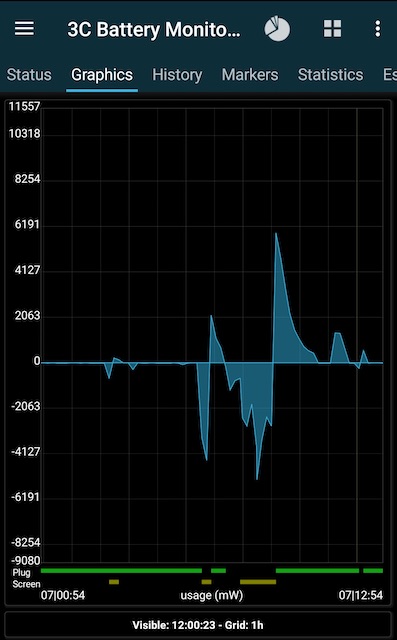 3C Battery Monito...
Status Graphics History Markers Statistics Es
11557
10318
8254
6191
4127
2063
0
-2063
-4127
-6191
-8254
-9080
Plug
Screen
07|00:54 usage (mW) 07|12:54
Visible: 12:00:23 - Grid: 1h